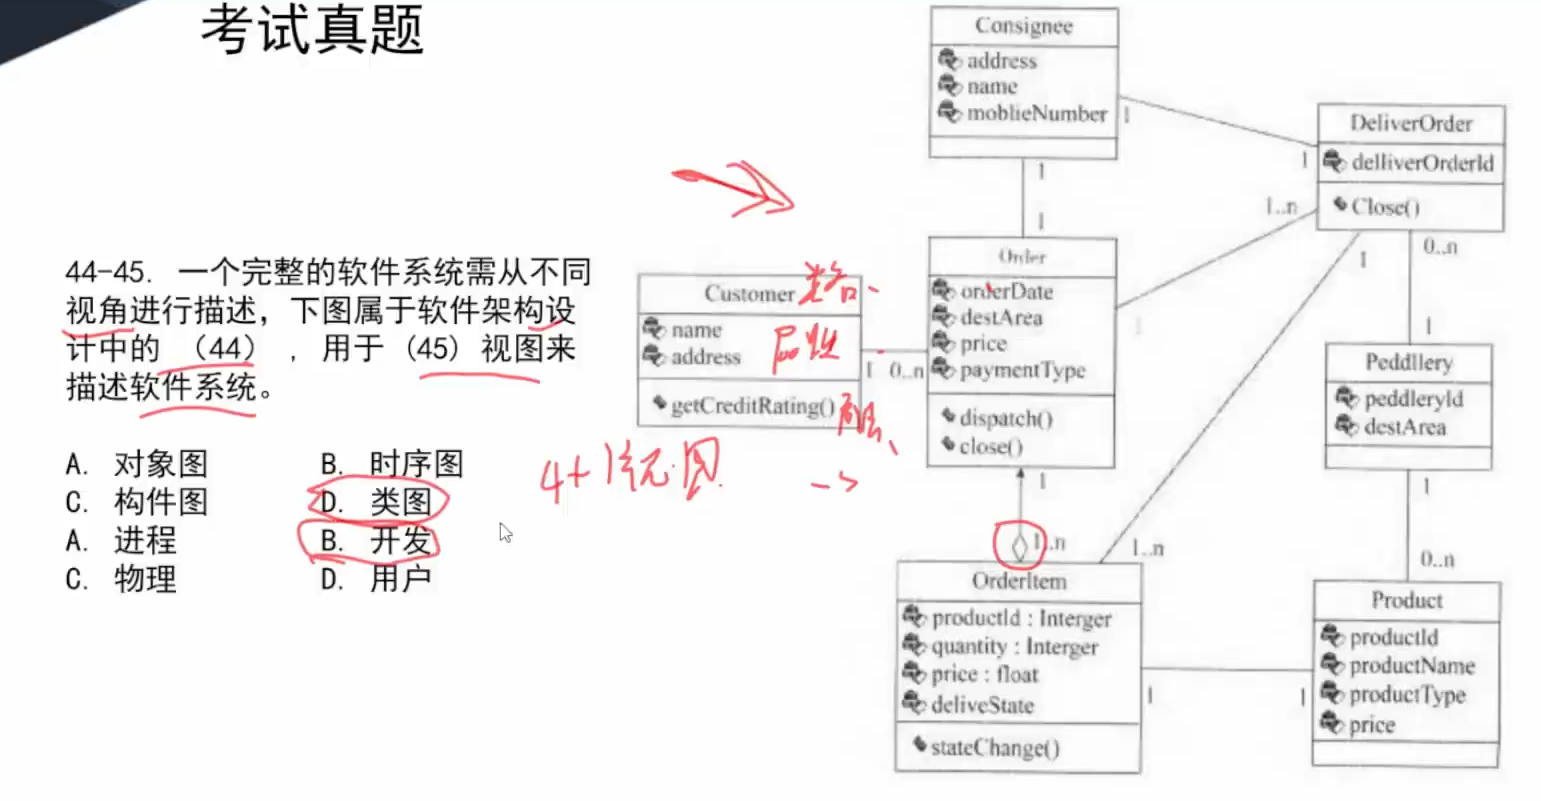 考试真题
44-45. 一个完整的软件系统需从不同
视角进行描述，下图属于软件架构设
计中的 （44） ，用于（45）视图来
描述软件系统。
A. 对象图 B. 时序图
C. 构件图 D. 类图
A. 进程 B. 开发
C. 物理 D. 用户
4+1视图
Customer
name
address
属性
getCreditRating()
1 0..n
Consignee
address
name
moblieNumber
1
1
1
1
Order
orderDate
destArea
price
paymentType
dispatch()
close()
1
1
1..n
OrderItem
productId : Interger
quantity : Interger
price : float
deliveState
stateChange()
DeliverOrder
delliverOrderId
Close()
1..n
1
1..n
0..n
1
Peddllery
peddleryId
destArea
1
0..n
Product
productId
productName
productType
price
1
1